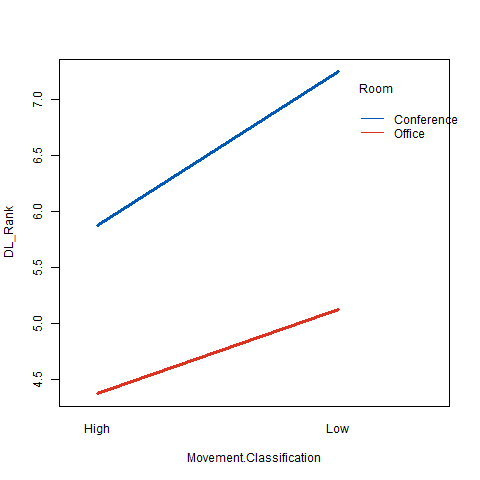 Room
Conference
Office
7.0
6.5
6.0
5.5
5.0
4.5
DL_Rank
High
Low
Movement.Classification